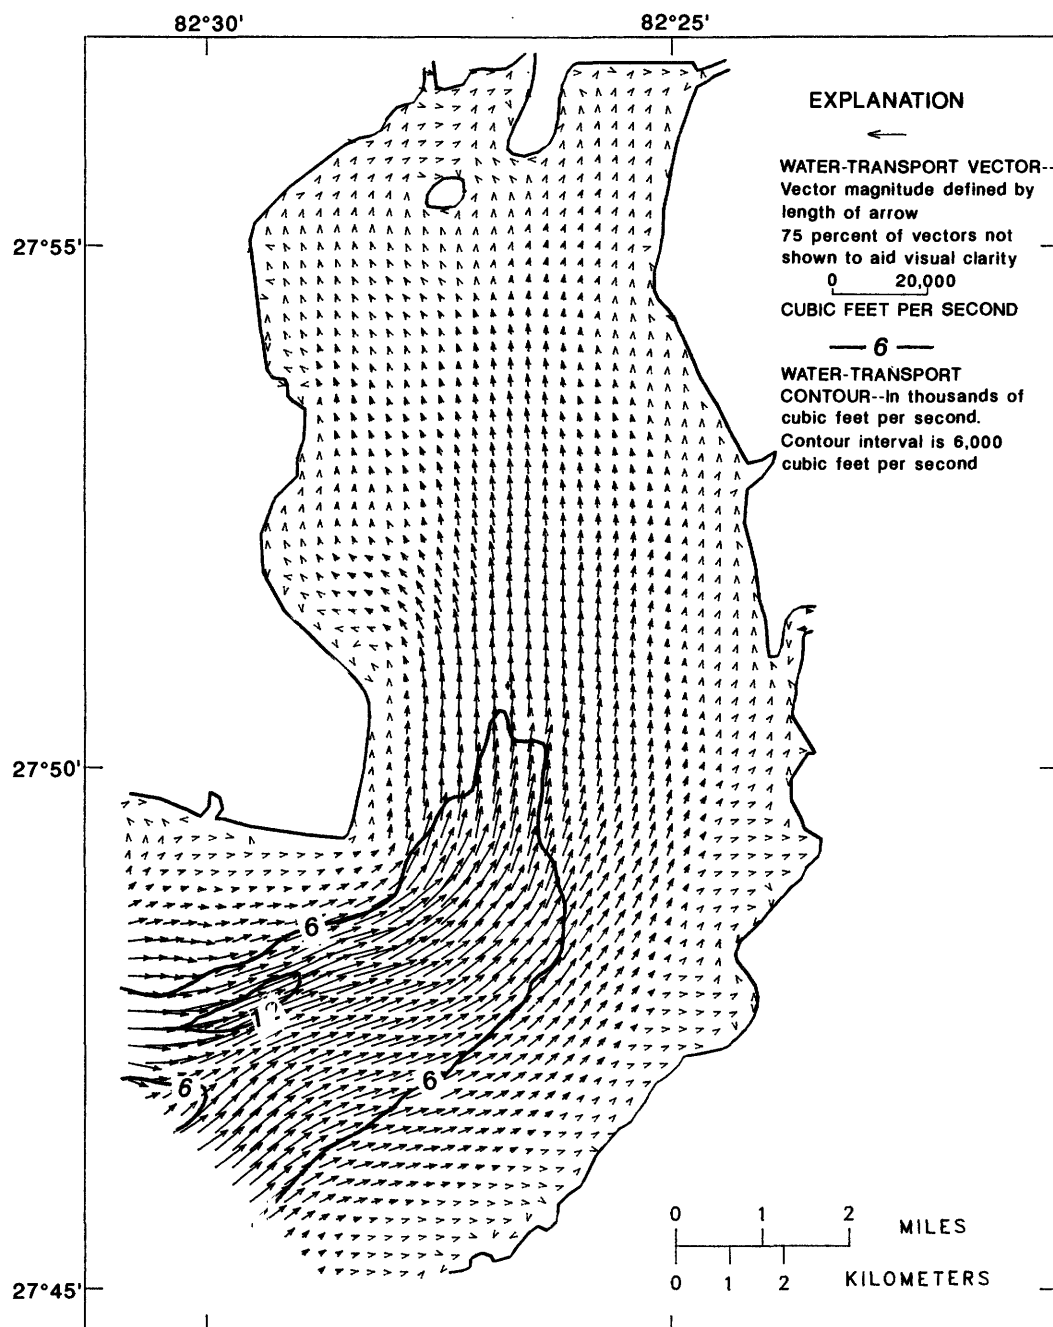 82°30'
82°25'
EXPLANATION
WATER-TRANSPORT VECTOR--
Vector magnitude defined by
length of arrow
75 percent of vectors not
shown to aid visual clarity
0 20,000
CUBIC FEET PER SECOND
6
WATER-TRANSPORT
CONTOUR--In thousands of
cubic feet per second.
Contour interval is 6,000
cubic feet per second
27°55'
27°50'
6
12
6
6
27°45'
0 1 2
MILES
0 1 2
KILOMETERS